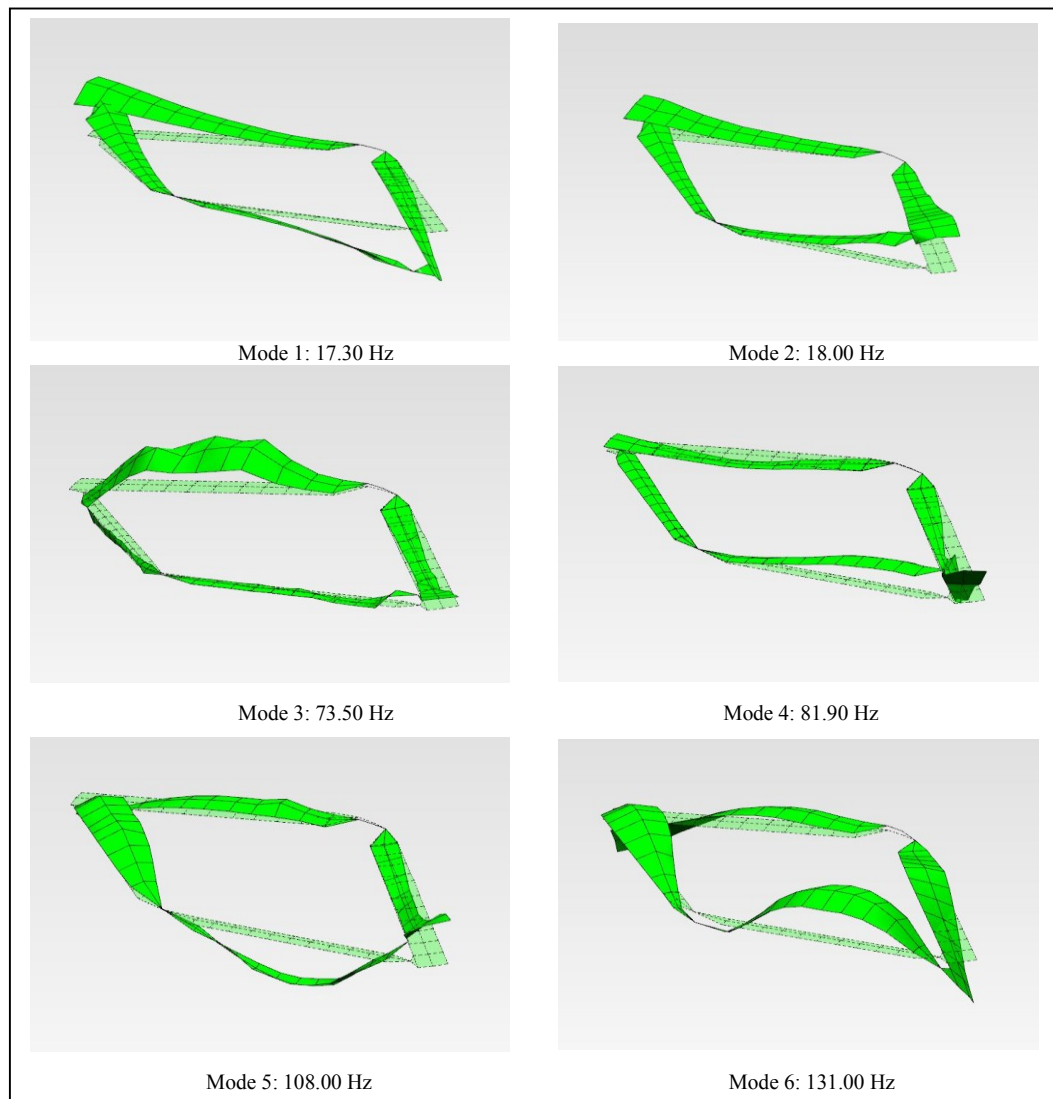 Mode 1: 17.30 Hz
Mode 2: 18.00 Hz
Mode 3: 73.50 Hz
Mode 4: 81.90 Hz
Mode 5: 108.00 Hz
Mode 6: 131.00 Hz